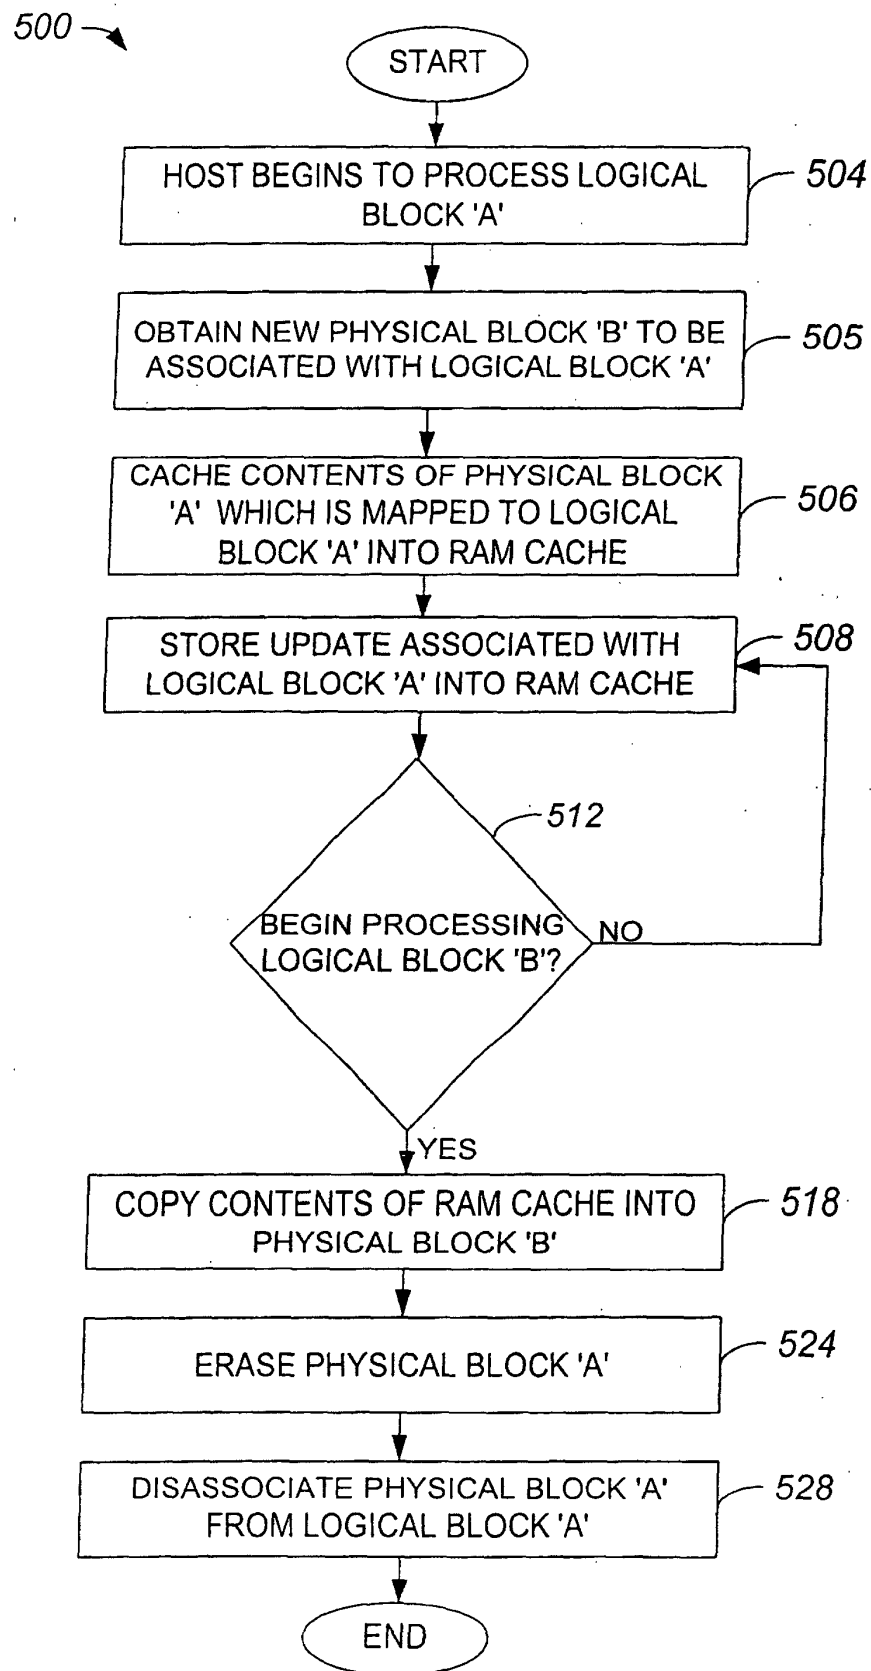 500
START
HOST BEGINS TO PROCESS LOGICAL
BLOCK 'A'
504
OBTAIN NEW PHYSICAL BLOCK 'B' TO BE
ASSOCIATED WITH LOGICAL BLOCK 'A'
505
CACHE CONTENTS OF PHYSICAL BLOCK
'A' WHICH IS MAPPED TO LOGICAL
BLOCK 'A' INTO RAM CACHE
506
STORE UPDATE ASSOCIATED WITH
LOGICAL BLOCK 'A' INTO RAM CACHE
508
512
BEGIN PROCESSING
LOGICAL BLOCK 'B'?
NO
YES
COPY CONTENTS OF RAM CACHE INTO
PHYSICAL BLOCK 'B'
518
ERASE PHYSICAL BLOCK 'A'
524
DISASSOCIATE PHYSICAL BLOCK 'A'
FROM LOGICAL BLOCK 'A'
528
END